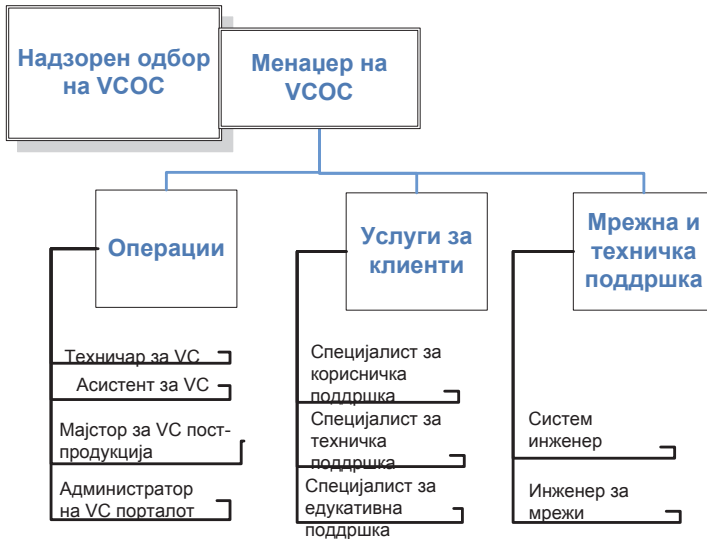 Надзорен одбор
на VCOC
Менаџер на
VCOC
Операции
Услуги за
клиенти
Мрежна и
техничка
поддршка
Техничар за VC
Асистент за VC
Мајстор за VC пост-
продукција
Администратор
на VC порталот
Специјалист за
корисничка
поддршка
Специјалист за
техничка
поддршка
Специјалист за
едукативна
поддршка
Систем
инженер
Инженер за
мрежи